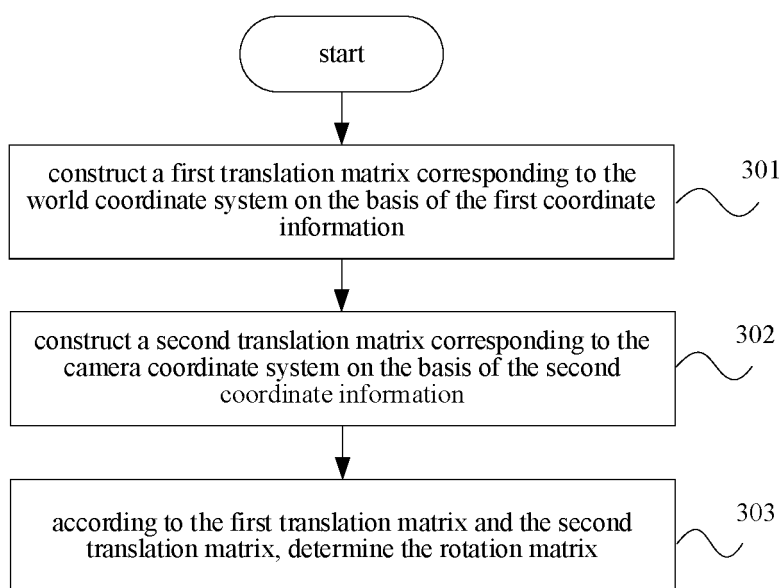 start
construct a first translation matrix corresponding to the
world coordinate system on the basis of the first coordinate
information
301
construct a second translation matrix corresponding to the
camera coordinate system on the basis of the second
coordinate information
302
according to the first translation matrix and the second
translation matrix, determine the rotation matrix
303